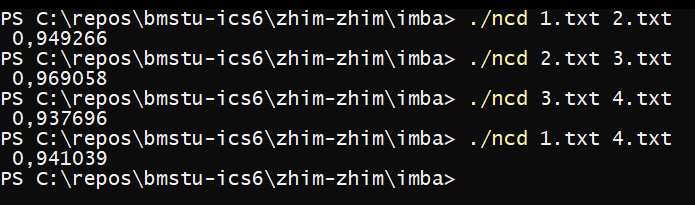 PS C:\repos\bmstu-ics6\zhim-zhim\imba> ./ncd 1.txt 2.txt
0,949266
PS C:\repos\bmstu-ics6\zhim-zhim\imba> ./ncd 2.txt 3.txt
0,969058
PS C:\repos\bmstu-ics6\zhim-zhim\imba> ./ncd 3.txt 4.txt
0,937696
PS C:\repos\bmstu-ics6\zhim-zhim\imba> ./ncd 1.txt 4.txt
0,941039
PS C:\repos\bmstu-ics6\zhim-zhim\imba>